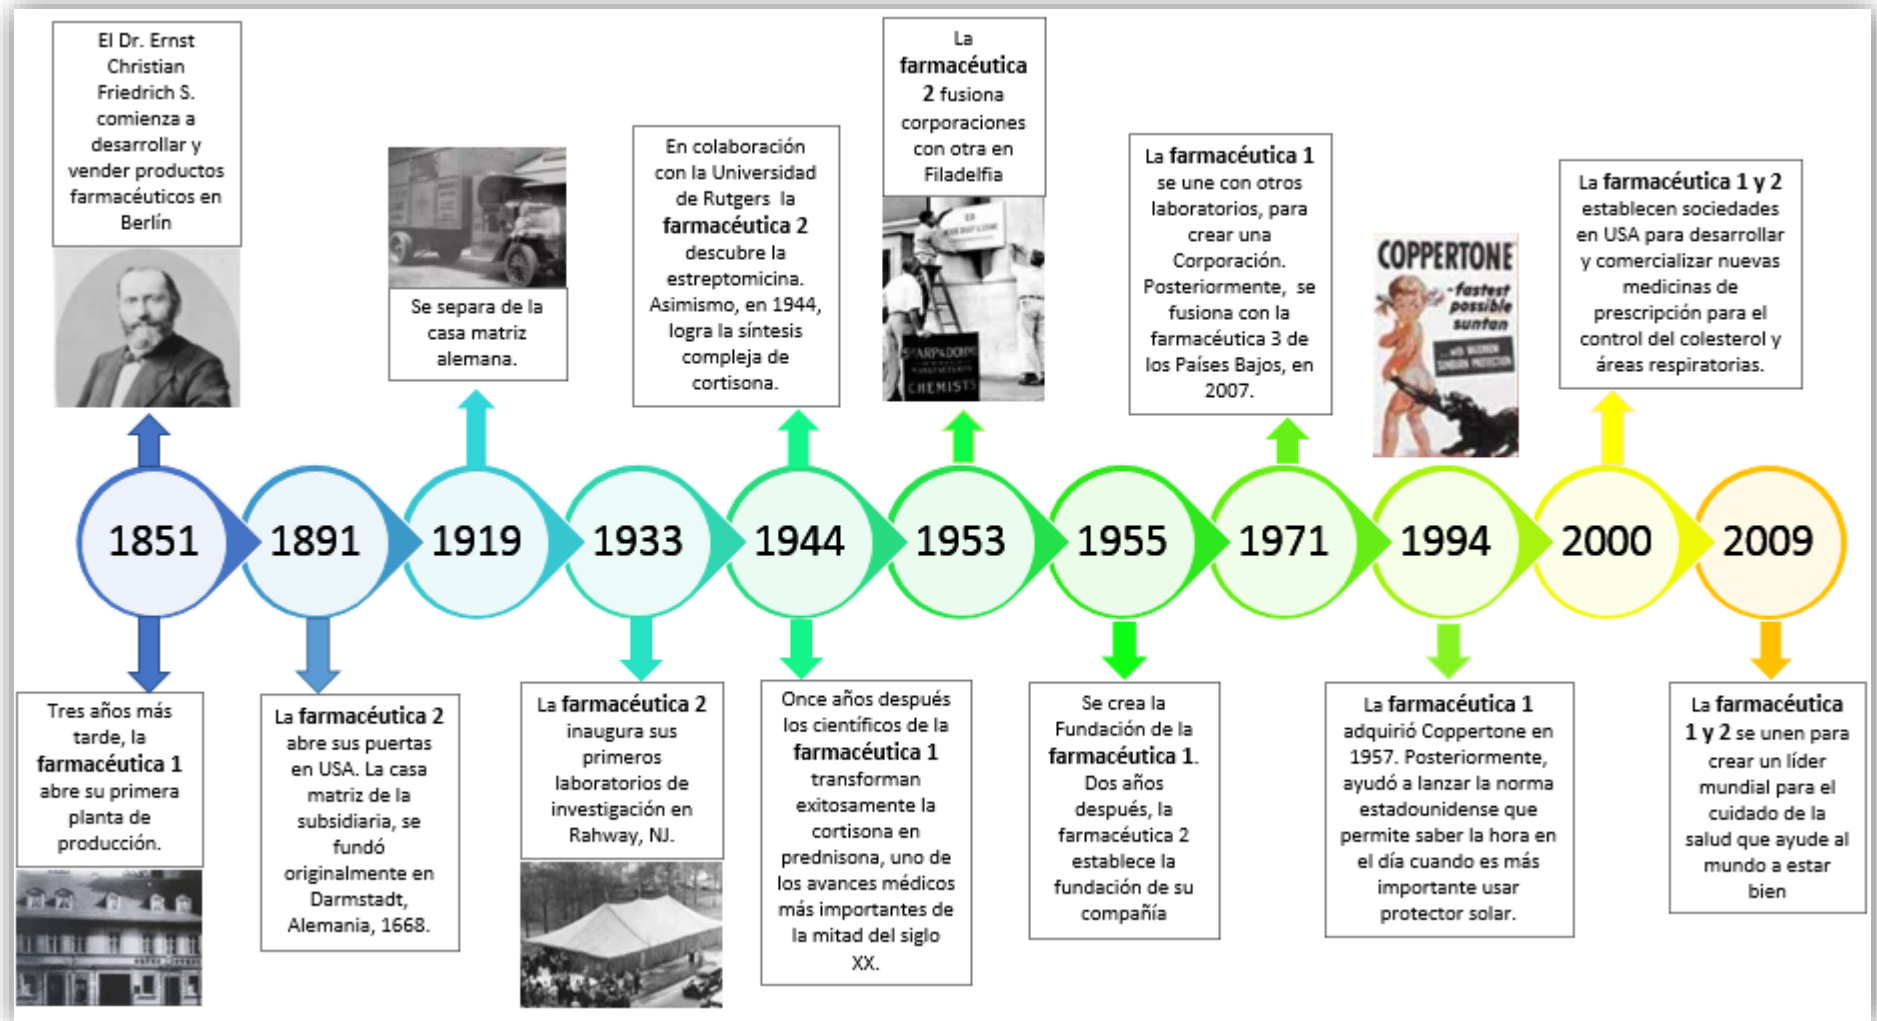 El Dr. Ernst
Christian
Friedrich S.
comienza a
desarrollar y
vender productos
farmacéuticos en
Berlín
Se separa de la
casa matriz
alemana.
En colaboración
con la Universidad
de Rutgers la
farmacéutica 2
descubre la
estreptomicina.
Asimismo, en 1944,
logra la síntesis
compleja de
cortisona.
La
farmacéutica
2 fusiona
corporaciones
con otra en
Filadelfia
SHARP & DOHME
CHEMISTS
La farmacéutica 1
se une con otros
laboratorios, para
crear una
Corporación.
Posteriormente, se
fusiona con la
farmacéutica 3 de
los Países Bajos, en
2007.
COPPERTONE
-fastest
possible
suntan
...with MAXIMUM
SUNBURN PROTECTION
La farmacéutica 1 y 2
establecen sociedades
en USA para desarrollar
y comercializar nuevas
medicinas de
prescripción para el
control del colesterol y
áreas respiratorias.
1851
1891
1919
1933
1944
1953
1955
1971
1994
2000
2009
Tres años más
tarde, la
farmacéutica 1
abre su primera
planta de
producción.
La farmacéutica 2
abre sus puertas
en USA. La casa
matriz de la
subsidiaria, se
fundó
originalmente en
Darmstadt,
Alemania, 1668.
La farmacéutica 2
inaugura sus
primeros
laboratorios de
investigación en
Rahway, NJ.
Once años después
los científicos de la
farmacéutica 1
transforman
exitosamente la
cortisona en
prednisona, uno de
los avances médicos
más importantes de
la mitad del siglo
XX.
Se crea la
Fundación de la
farmacéutica 1.
Dos años
después, la
farmacéutica 2
establece la
fundación de su
compañía
La farmacéutica 1
adquirió Coppertone en
1957. Posteriormente,
ayudó a lanzar la norma
estadounidense que
permite saber la hora en
el día cuando es más
importante usar
protector solar.
La farmacéutica
1 y 2 se unen para
crear un líder
mundial para el
cuidado de la
salud que ayude al
mundo a estar
bien